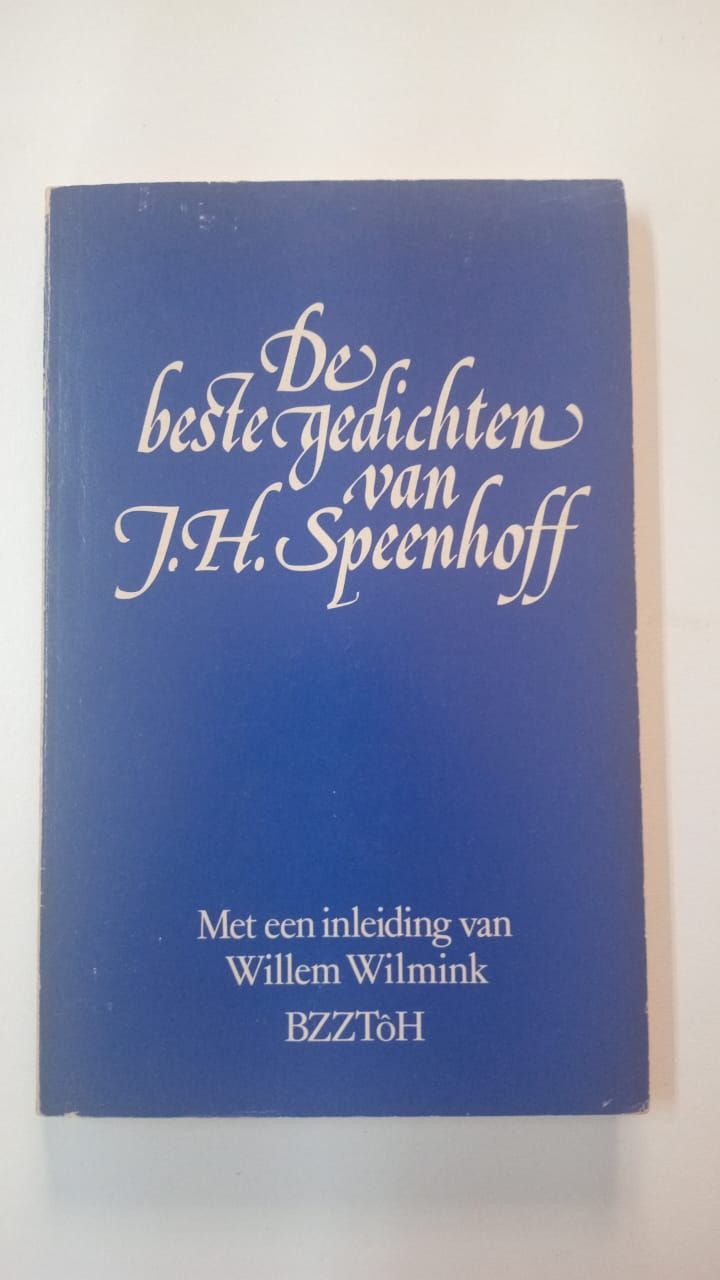 De
beste gedichten
van
J.H. Speenhoff
Met een inleiding van
Willem Wilmink
BZZTôH